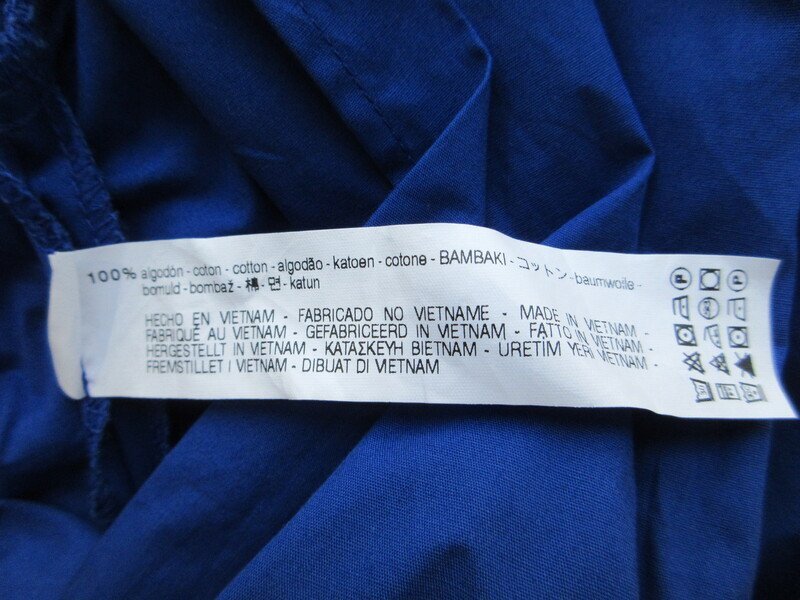 100% algodón - coton - cotton - algodão - katoen - cotone - BAMBAKI - コットン - baumwolle -
bomuld - bombaž - 棉 - 면 - katun
HECHO EN VIETNAM - FABRICADO NO VIETNAME - MADE IN VIETNAM -
FABRIQUÉ AU VIETNAM - GEFABRICEERD IN VIETNAM - FATTO IN VIETNAM -
HERGESTELLT IN VIETNAM - ΚΑΤΑΣΚΕΥΗ ΒΙΕΤΝΑΜ - URETİM YERİ VIETNAM -
FREMSTILLET I VIETNAM - DIBUAT DI VIETNAM